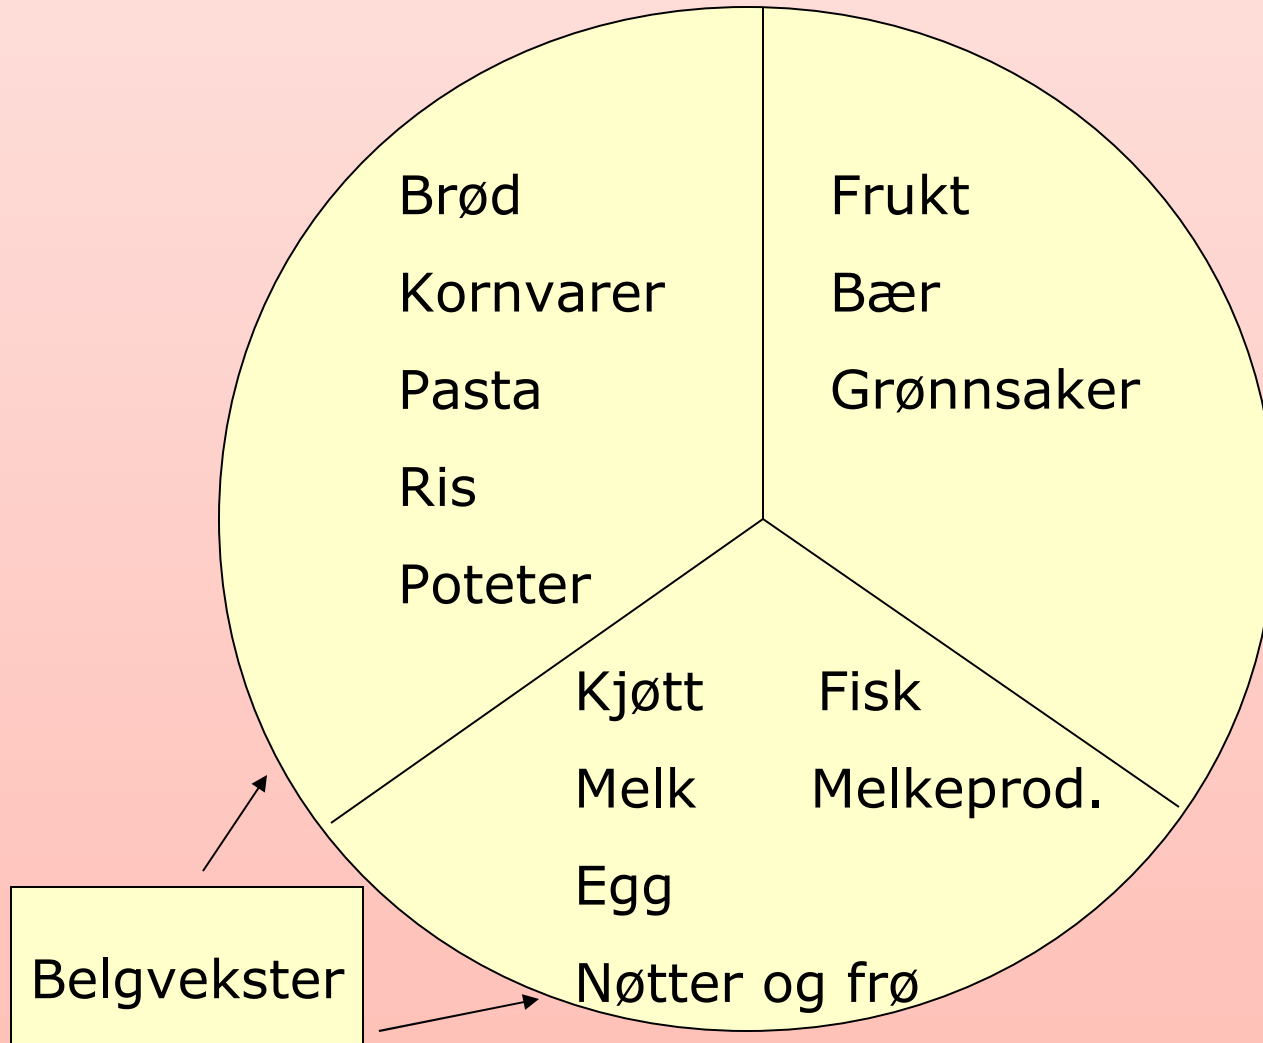 Brød
Kornvarer
Pasta
Ris
Poteter
Frukt
Bær
Grønnsaker
Kjøtt Fisk
Melk Melkeprod.
Egg
Nøtter og frø
Belgvekster